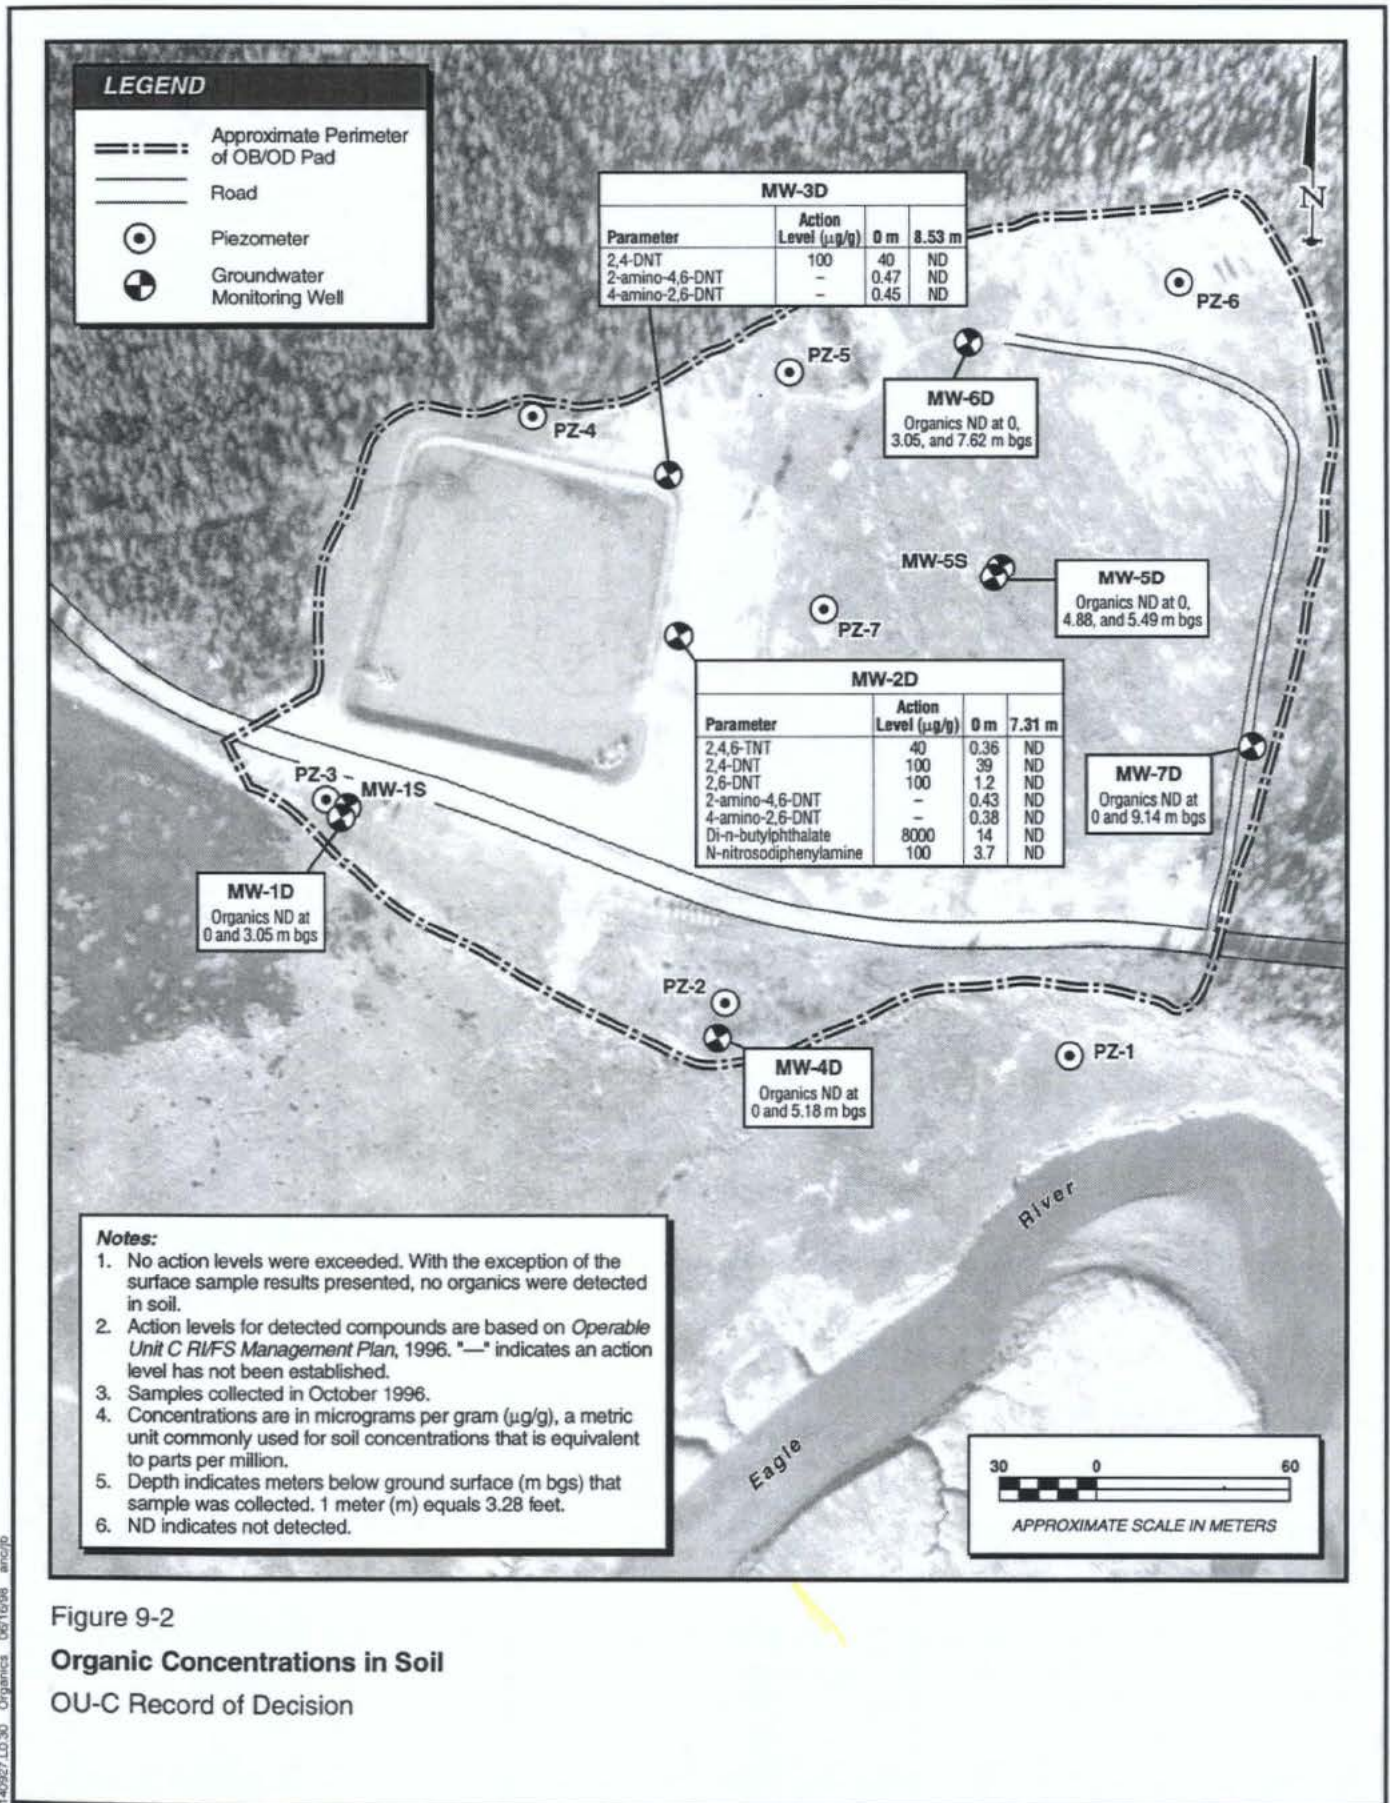 LEGEND
Approximate Perimeter
of OB/OD Pad
Road
Piezometer
Groundwater
Monitoring Well
N
MW-3D
Parameter Action Level (µg/g) 0 m 8.53 m
2,4-DNT 100 40 ND
2-amino-4,6-DNT – 0.47 ND
4-amino-2,6-DNT – 0.45 ND
PZ-6
PZ-5
MW-6D
Organics ND at 0,
3.05, and 7.62 m bgs
PZ-4
MW-5S
MW-5D
Organics ND at 0,
4.88, and 5.49 m bgs
PZ-7
MW-2D
Parameter Action Level (µg/g) 0 m 7.31 m
2,4,6-TNT 40 0.36 ND
2,4-DNT 100 39 ND
2,6-DNT 100 1.2 ND
2-amino-4,6-DNT – 0.43 ND
4-amino-2,6-DNT – 0.38 ND
Di-n-butylphthalate 8000 14 ND
N-nitrosodiphenylamine 100 3.7 ND
MW-7D
Organics ND at
0 and 9.14 m bgs
PZ-3
MW-1S
MW-1D
Organics ND at
0 and 3.05 m bgs
PZ-2
MW-4D
Organics ND at
0 and 5.18 m bgs
PZ-1
Eagle River
Notes:
1. No action levels were exceeded. With the exception of the
surface sample results presented, no organics were detected
in soil.
2. Action levels for detected compounds are based on Operable
Unit C RI/FS Management Plan, 1996. "—" indicates an action
level has not been established.
3. Samples collected in October 1996.
4. Concentrations are in micrograms per gram (µg/g), a metric
unit commonly used for soil concentrations that is equivalent
to parts per million.
5. Depth indicates meters below ground surface (m bgs) that
sample was collected. 1 meter (m) equals 3.28 feet.
6. ND indicates not detected.
30 0 60
APPROXIMATE SCALE IN METERS
Figure 9-2
Organic Concentrations in Soil
OU-C Record of Decision
140927.LO.30 Organics 06/16/98 anc/jb